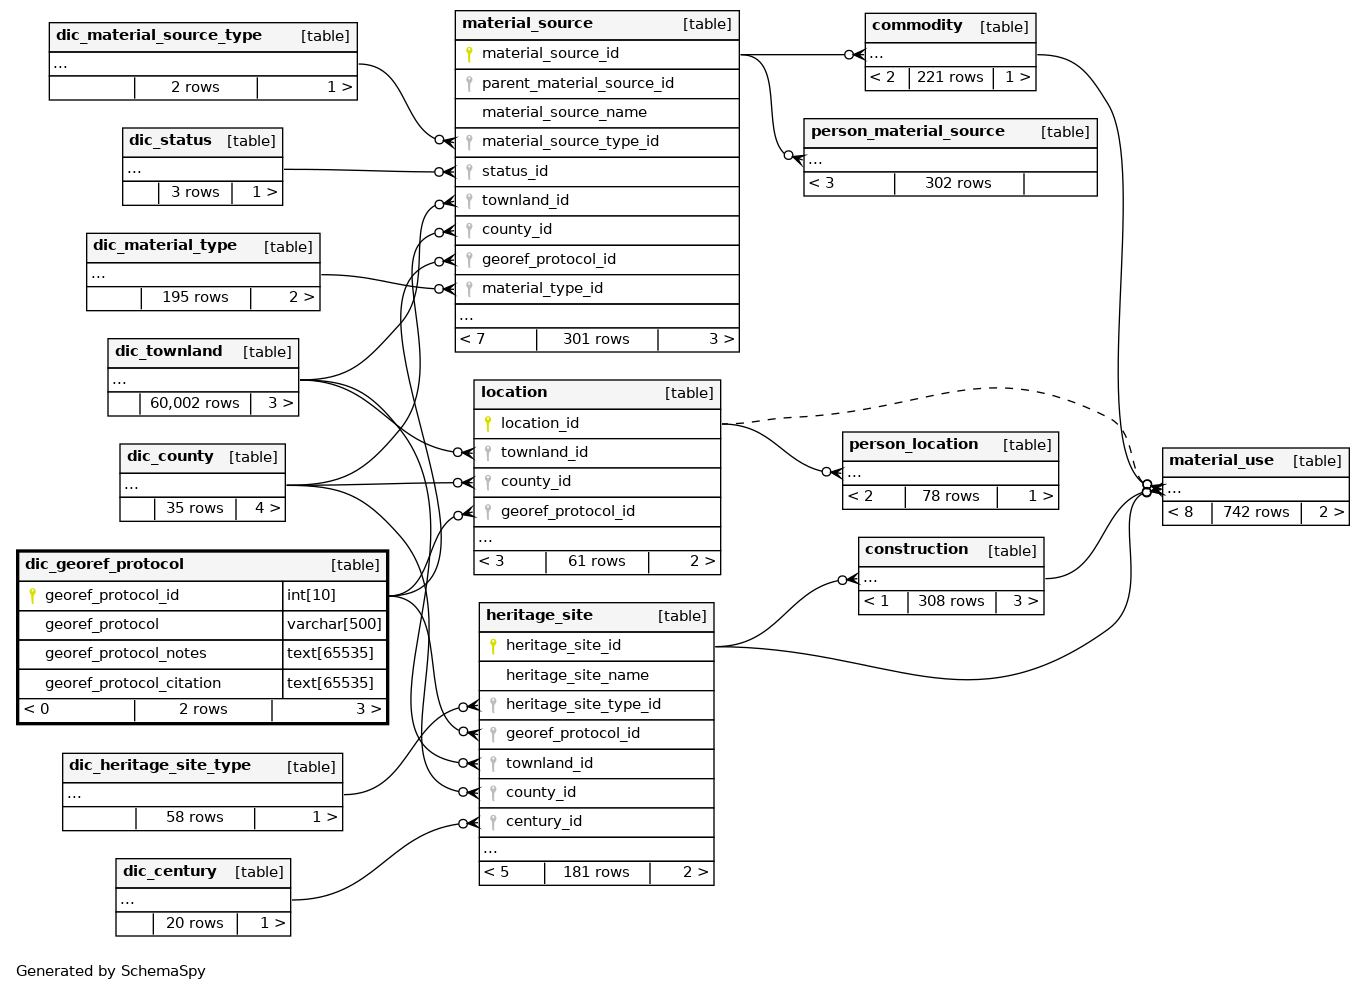 dic_material_source_type [table]
...
2 rows 1 >
dic_status [table]
...
3 rows 1 >
dic_material_type [table]
...
195 rows 2 >
dic_townland [table]
...
60,002 rows 3 >
dic_county [table]
...
35 rows 4 >
dic_georef_protocol [table]
georef_protocol_id int[10]
georef_protocol varchar[500]
georef_protocol_notes text[65535]
georef_protocol_citation text[65535]
< 0 2 rows 3 >
dic_heritage_site_type [table]
...
58 rows 1 >
dic_century [table]
...
20 rows 1 >
material_source [table]
material_source_id
parent_material_source_id
material_source_name
material_source_type_id
status_id
townland_id
county_id
georef_protocol_id
material_type_id
...
< 7 301 rows 3 >
location [table]
location_id
townland_id
county_id
georef_protocol_id
...
< 3 61 rows 2 >
heritage_site [table]
heritage_site_id
heritage_site_name
heritage_site_type_id
georef_protocol_id
townland_id
county_id
century_id
...
< 5 181 rows 2 >
commodity [table]
...
< 2 221 rows 1 >
person_material_source [table]
...
< 3 302 rows
person_location [table]
...
< 2 78 rows 1 >
construction [table]
...
< 1 308 rows 3 >
material_use [table]
...
< 8 742 rows 2 >
Generated by SchemaSpy